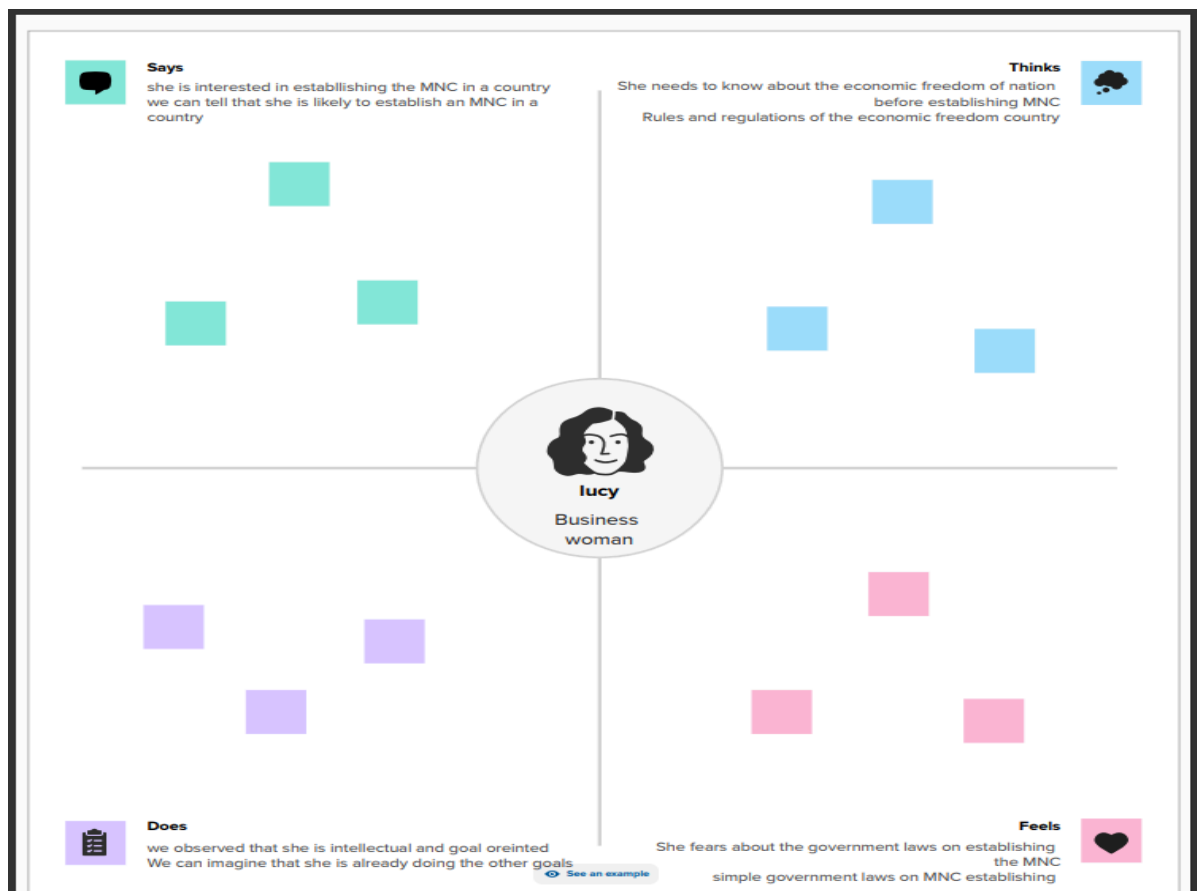 Says
she is interested in establlishing the MNC in a country
we can tell that she is likely to establish an MNC in a
country
Thinks
She needs to know about the economic freedom of nation
before establishing MNC
Rules and regulations of the economic freedom country
lucy
Business
woman
Does
we observed that she is intellectual and goal oreinted
We can imagine that she is already doing the other goals
Feels
She fears about the government laws on establishing
the MNC
simple government laws on MNC establishing
See an example